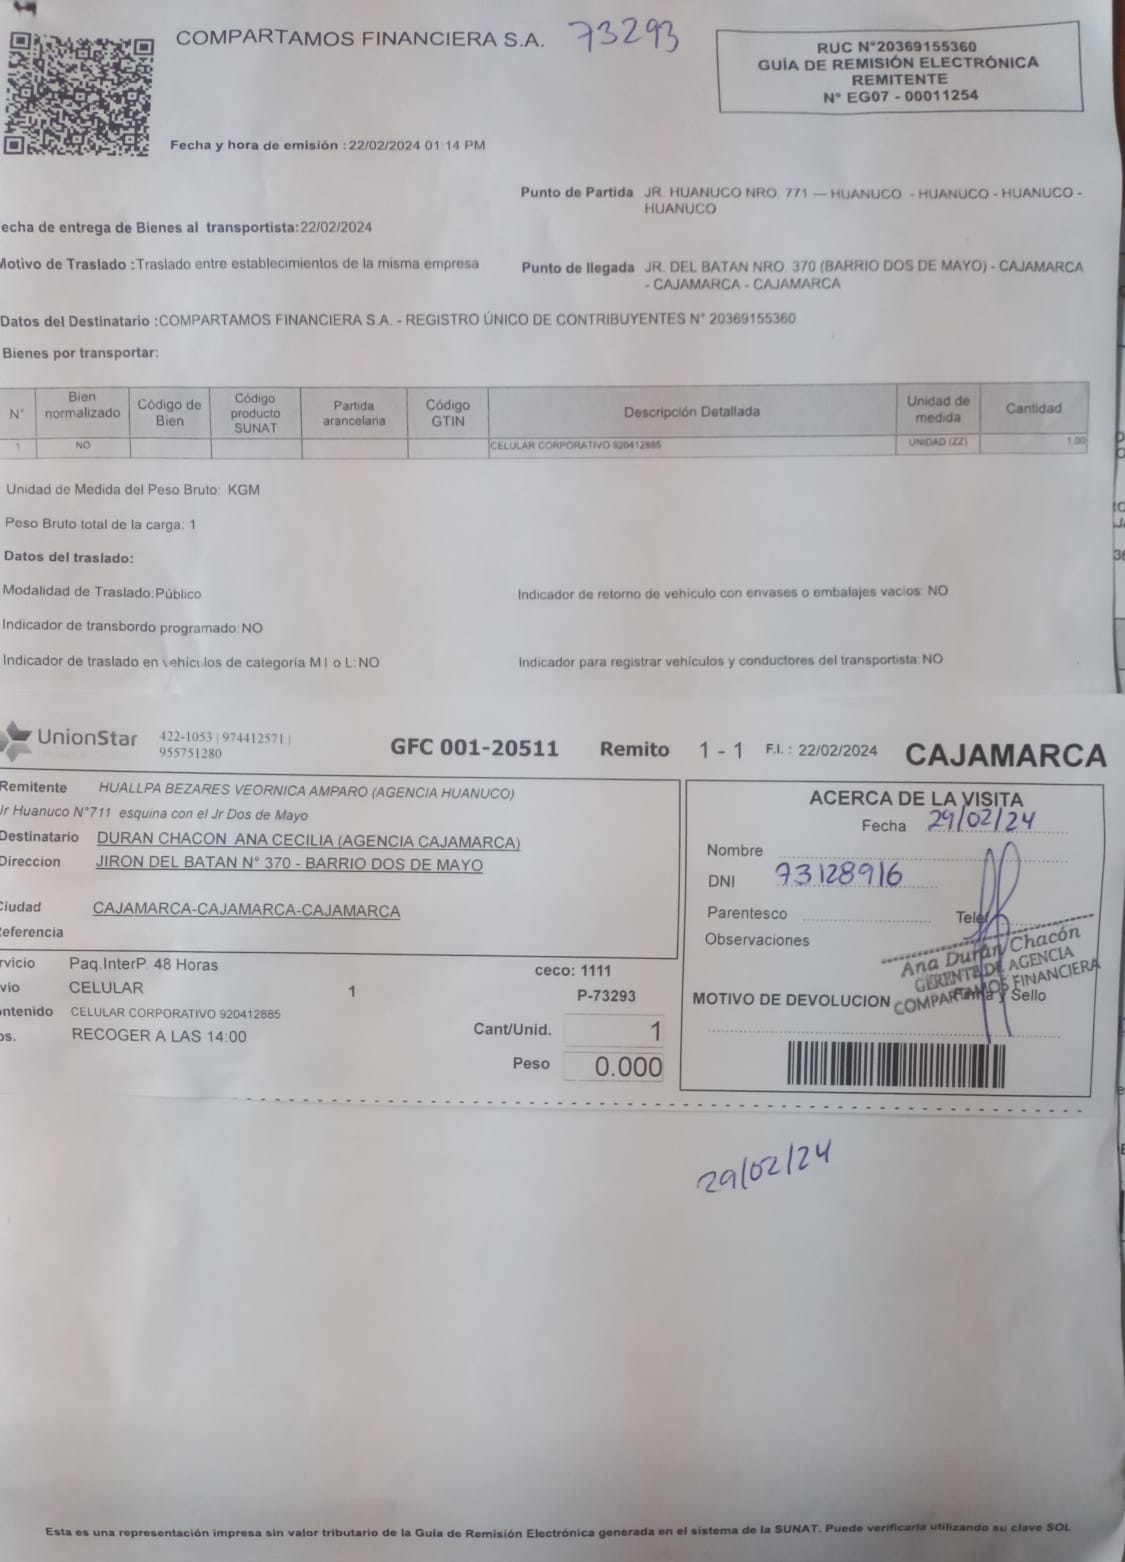 COMPARTAMOS FINANCIERA S.A. 73293
RUC N°20369155360
GUÍA DE REMISIÓN ELECTRÓNICA
REMITENTE
N° EG07 - 00011254
Fecha y hora de emisión : 22/02/2024 01:14 PM
Punto de Partida JR. HUANUCO NRO. 771 — HUANUCO - HUANUCO - HUANUCO -
HUANUCO
echa de entrega de Bienes al transportista:22/02/2024
Motivo de Traslado :Traslado entre establecimientos de la misma empresa
Punto de llegada JR. DEL BATAN NRO. 370 (BARRIO DOS DE MAYO) - CAJAMARCA
- CAJAMARCA - CAJAMARCA
Datos del Destinatario :COMPARTAMOS FINANCIERA S.A. - REGISTRO ÚNICO DE CONTRIBUYENTES N° 20369155360
Bienes por transportar:
N° Bien normalizado Código de Bien Código producto SUNAT Partida arancelaria Código GTIN Descripción Detallada Unidad de medida Cantidad
1 NO CELULAR CORPORATIVO 920412885 UNIDAD (ZZ) 1.00
Unidad de Medida del Peso Bruto: KGM
Peso Bruto total de la carga: 1
Datos del traslado:
Modalidad de Traslado:Público
Indicador de retorno de vehículo con envases o embalajes vacíos: NO
Indicador de transbordo programado:NO
Indicador de traslado en vehículos de categoría M1 o L:NO
Indicador para registrar vehículos y conductores del transportista:NO
UnionStar 422-1053 | 974412571 |
955751280
GFC 001-20511 Remito 1 - 1 F.I. : 22/02/2024 CAJAMARCA
Remitente HUALLPA BEZARES VEORNICA AMPARO (AGENCIA HUANUCO)
Jr Huanuco N°711 esquina con el Jr Dos de Mayo
Destinatario DURAN CHACON ANA CECILIA (AGENCIA CAJAMARCA)
Direccion JIRON DEL BATAN N° 370 - BARRIO DOS DE MAYO
Ciudad CAJAMARCA-CAJAMARCA-CAJAMARCA
Referencia
rvicio Paq.InterP. 48 Horas
vio CELULAR 1
ontenido CELULAR CORPORATIVO 920412885
os. RECOGER A LAS 14:00
ceco: 1111
P-73293
Cant/Unid. 1
Peso 0.000
ACERCA DE LA VISITA
Fecha 29/02/24
Nombre
DNI 73128916
Parentesco Telef
Observaciones
Ana Durán Chacón
GERENTE DE AGENCIA
COMPARTAMOS FINANCIERA
MOTIVO DE DEVOLUCION Firma y Sello
29/02/24
Esta es una representación impresa sin valor tributario de la Guía de Remisión Electrónica generada en el sistema de la SUNAT. Puede verificarla utilizando su clave SOL